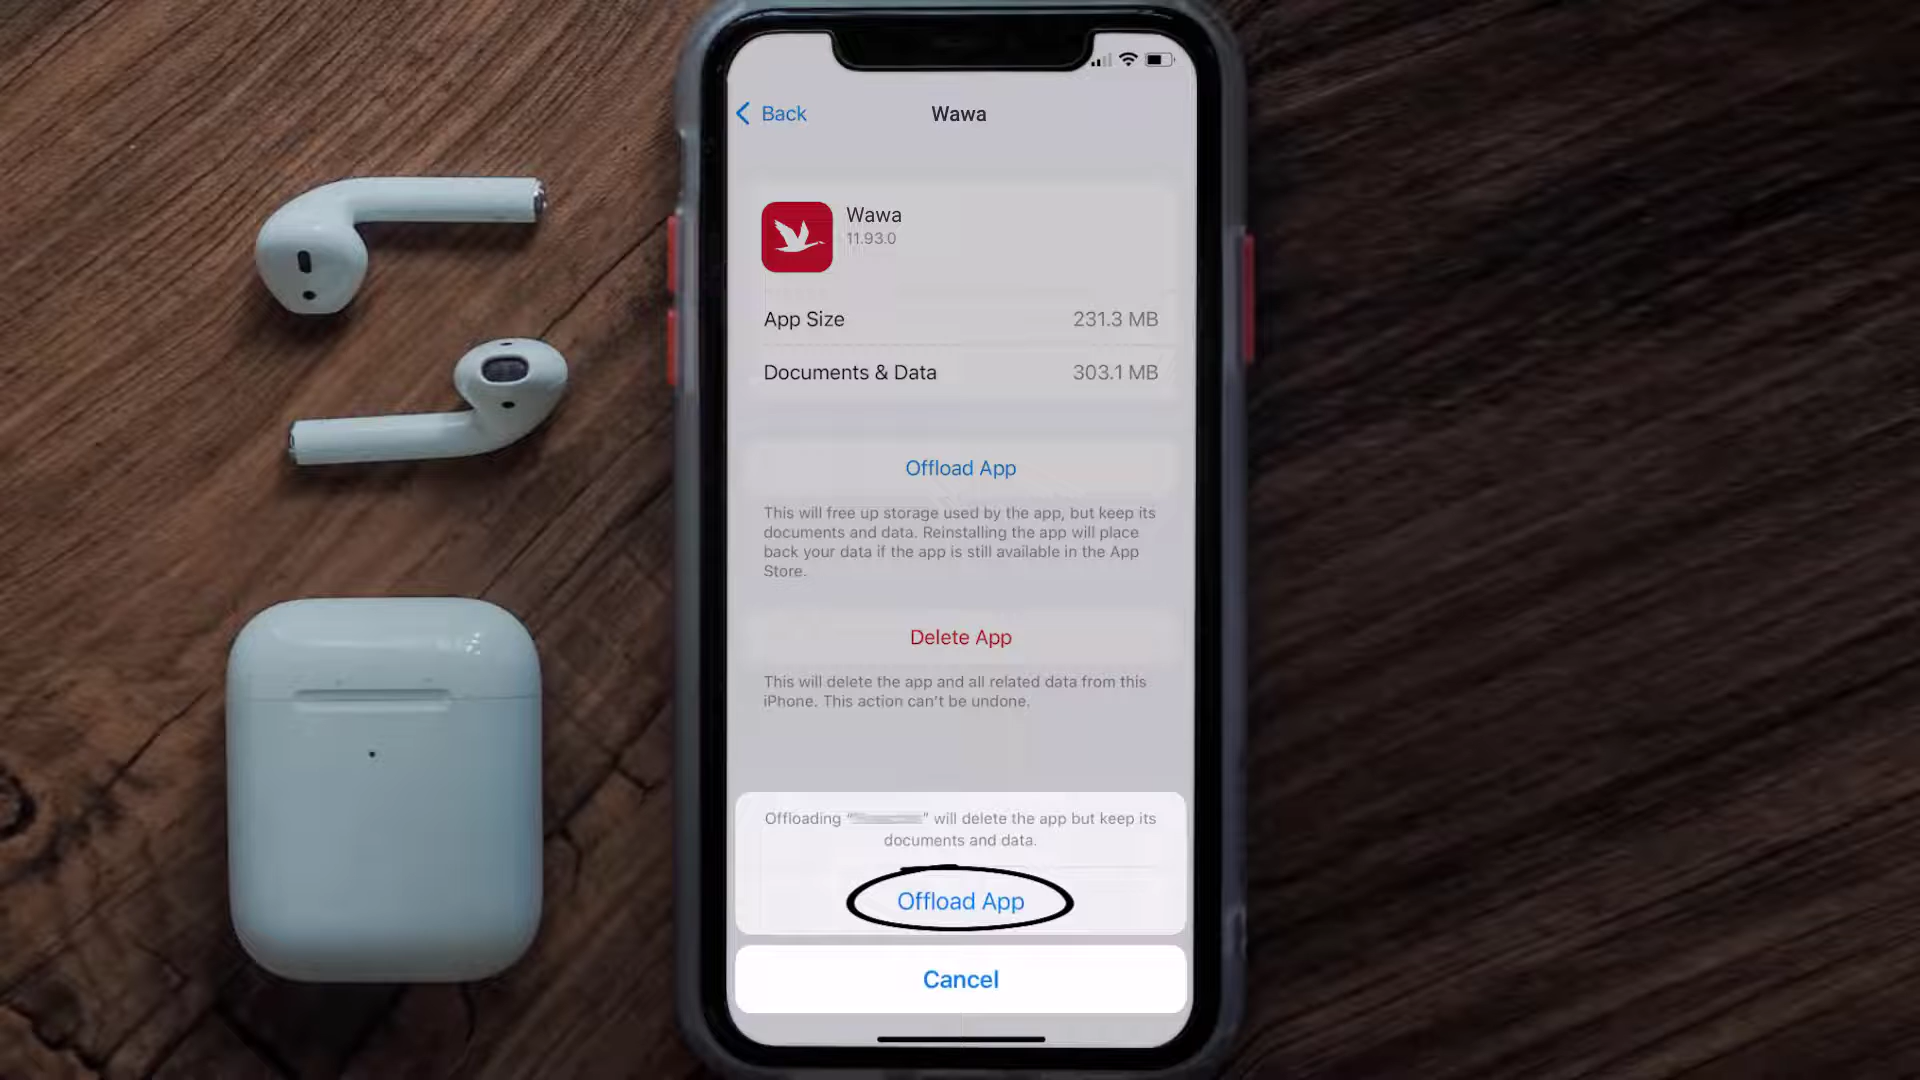 Back
Wawa
Wawa
11.93.0
App Size
231.3 MB
Documents & Data
303.1 MB
Offload App
This will free up storage used by the app, but keep its
documents and data. Reinstalling the app will place
back your data if the app is still available in the App
Store.
Delete App
This will delete the app and all related data from this
iPhone. This action can't be undone.
Offloading “ ” will delete the app but keep its
documents and data.
Offload App
Cancel